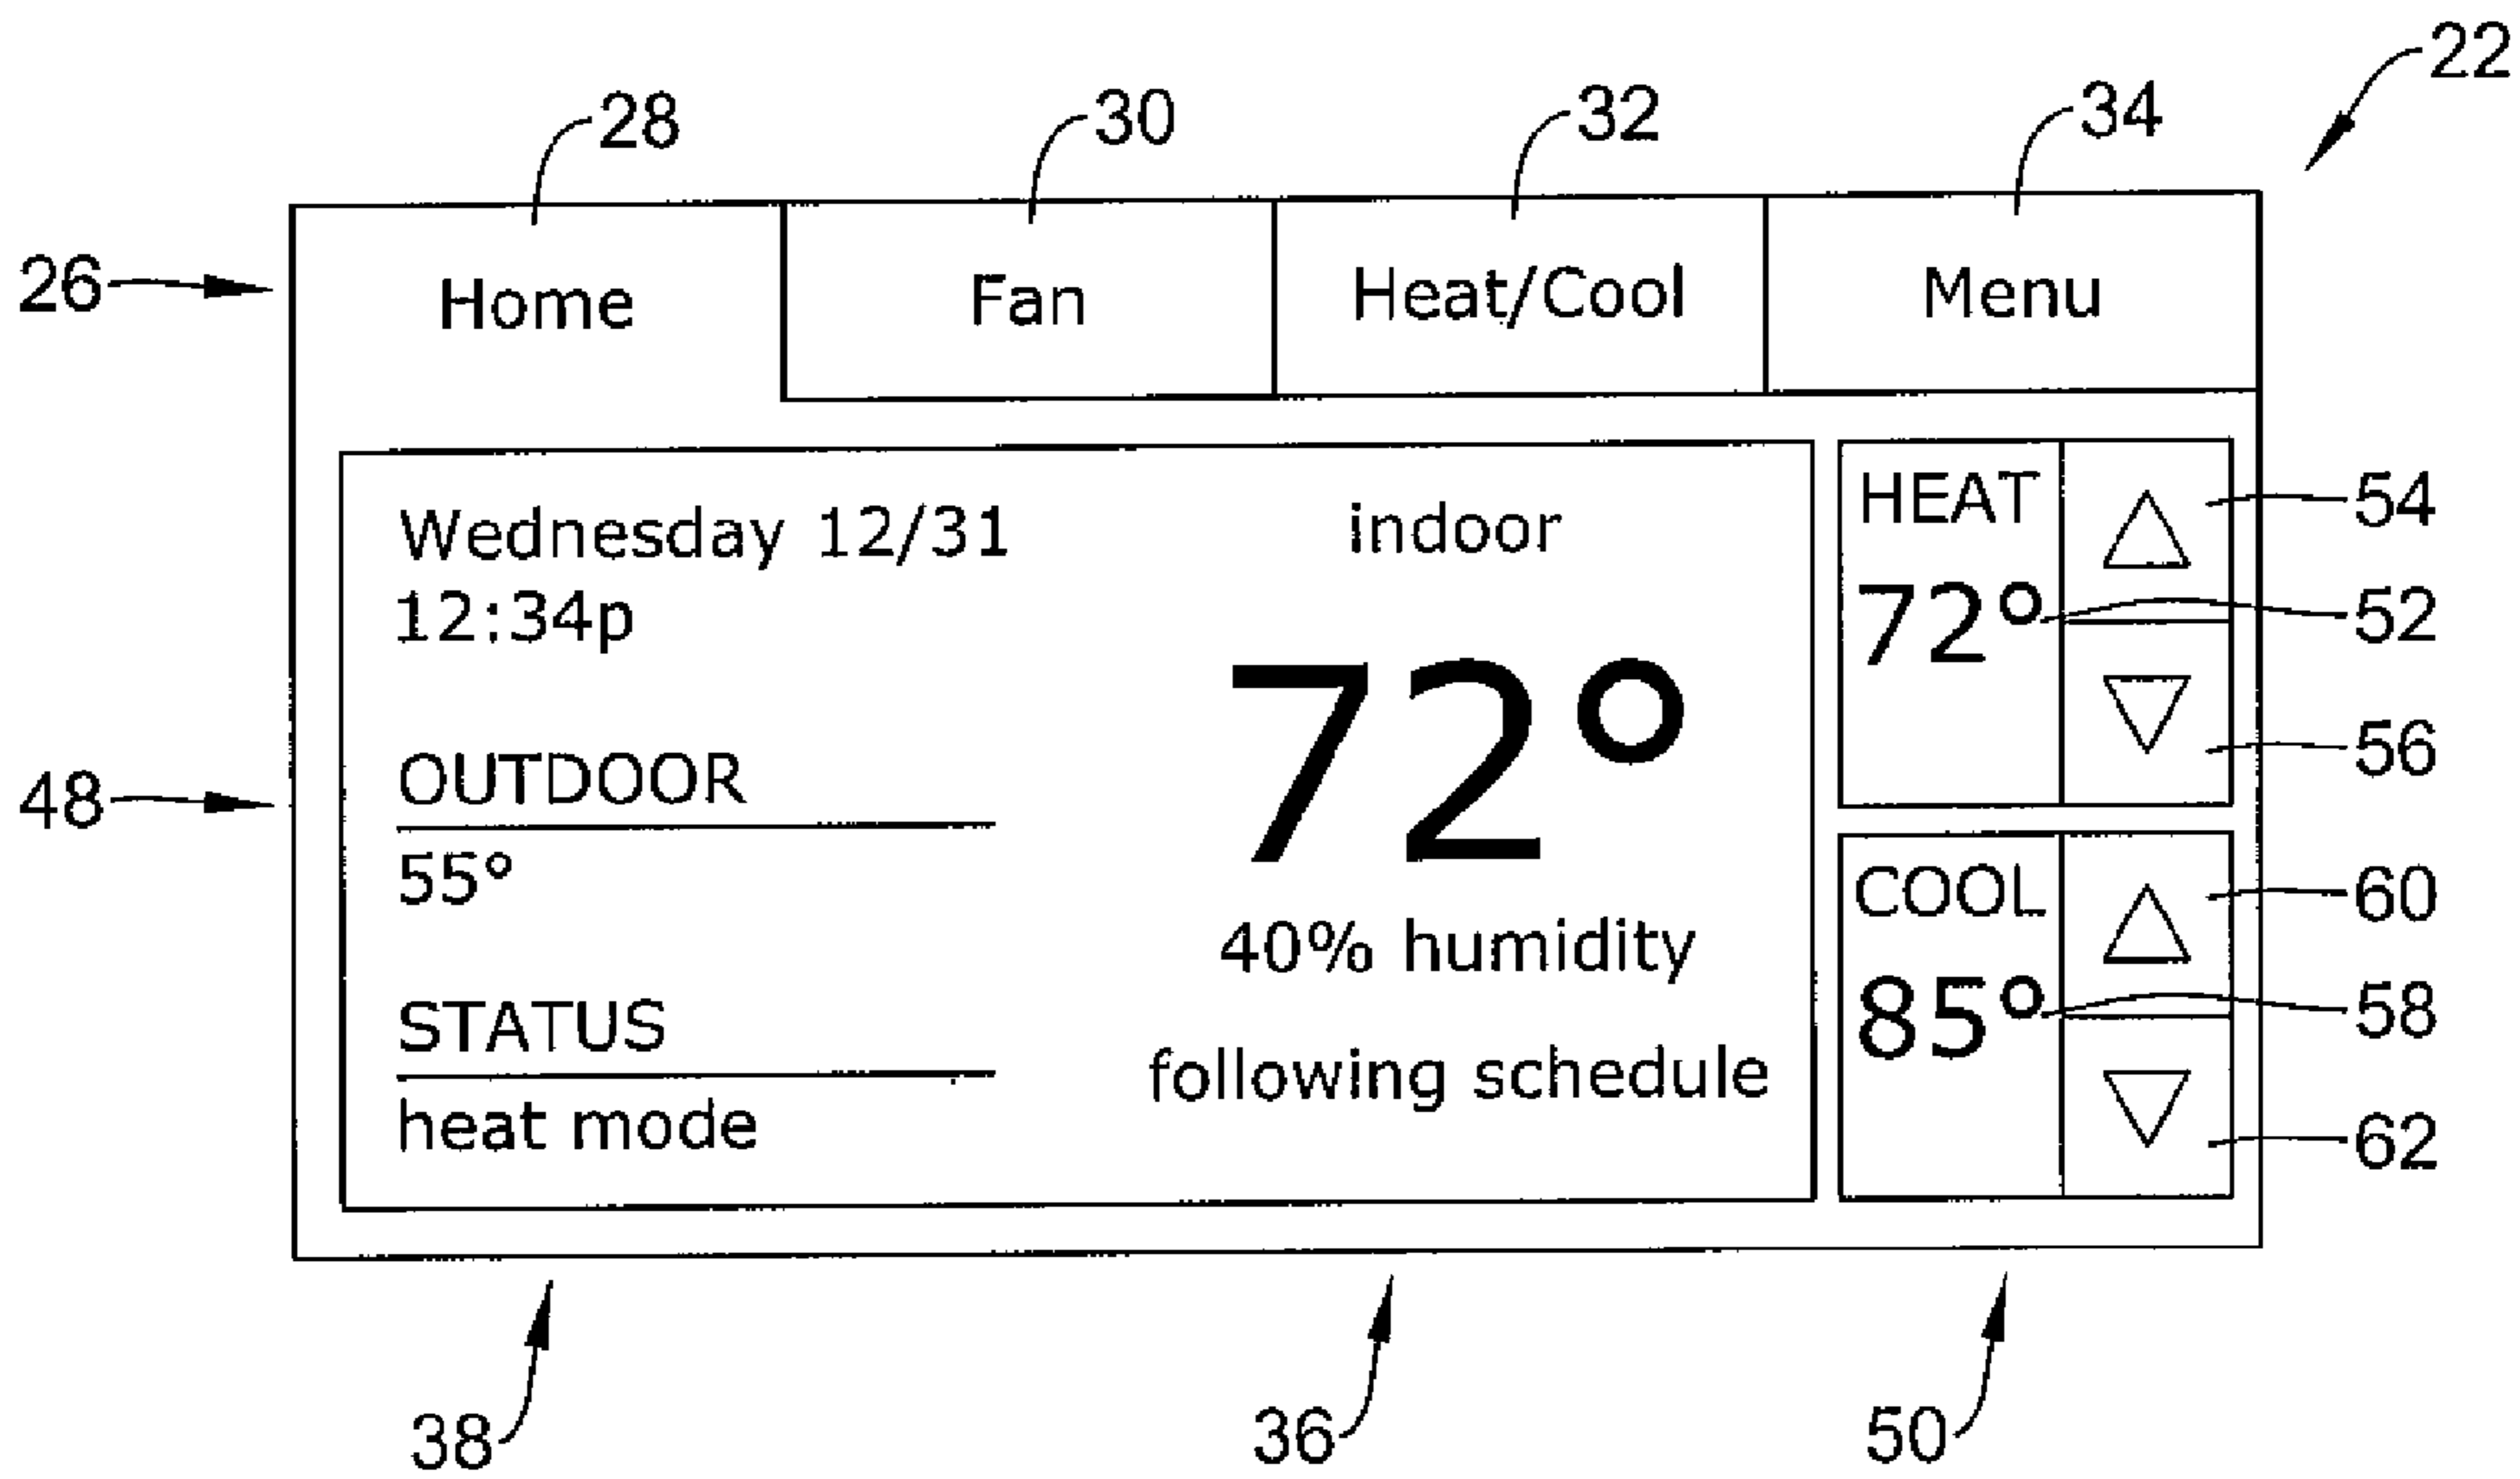 22
28 30 32 34
26
Home Fan Heat/Cool Menu
Wednesday 12/31
12:34p
OUTDOOR
55°
STATUS
heat mode
indoor
72°
40% humidity
following schedule
HEAT
72°
COOL
85°
54
52
56
60
58
62
48
38 36 50